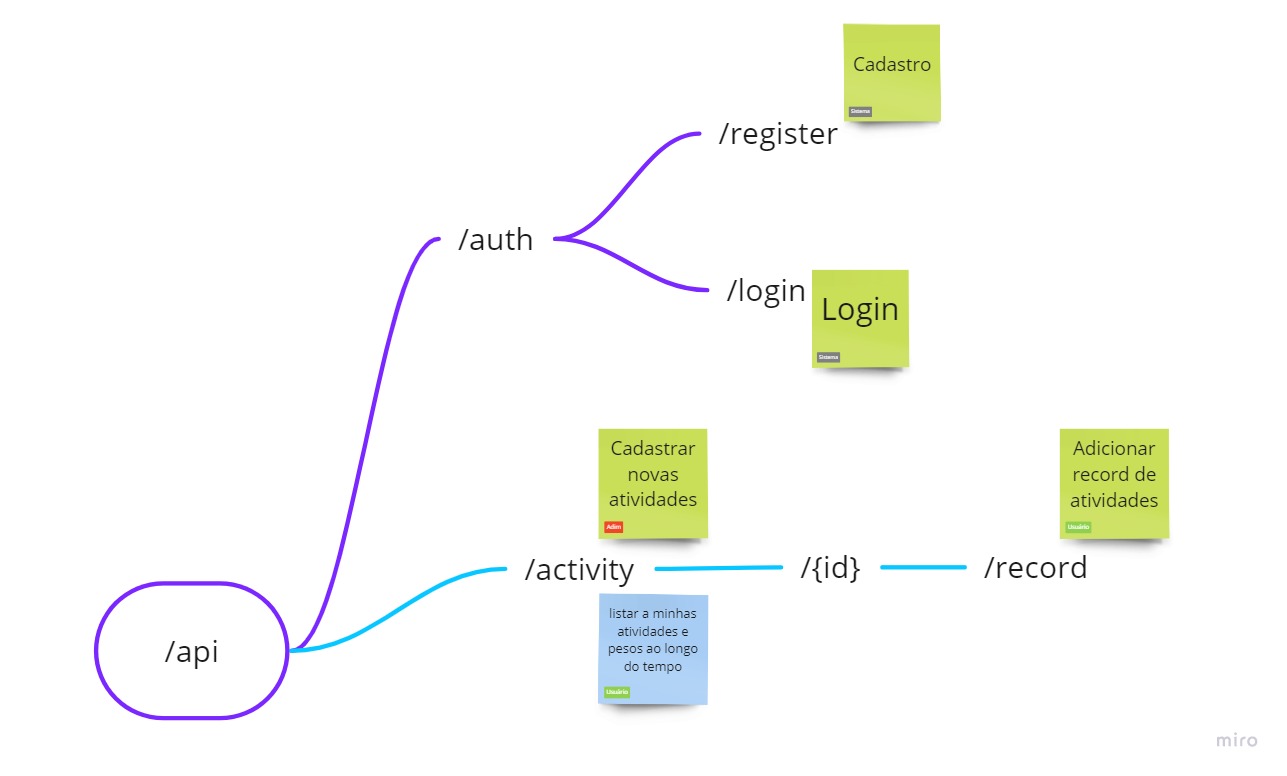 Cadastro
Sistema
/register
/auth
/login
Login
Sistema
Cadastrar
novas
atividades
Adim
Adicionar
record de
atividades
Usuário
/activity
/{id}
/record
listar a minhas
atividades e
pesos ao longo
do tempo
Usuário
/api
miro